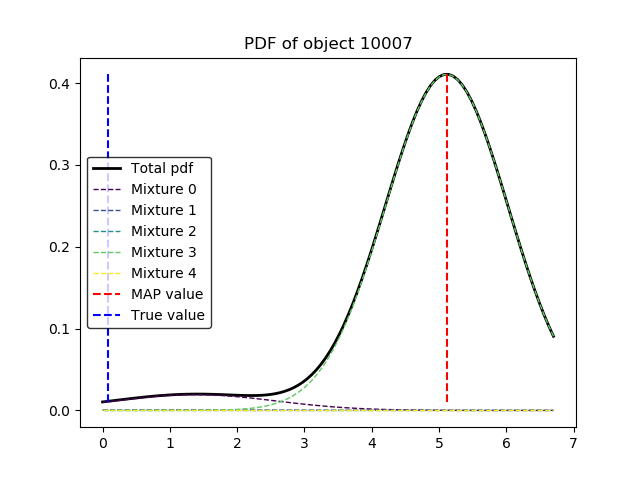 PDF of object 10007
0.4
0.3
0.2
0.1
0.0
Total pdf
Mixture 0
Mixture 1
Mixture 2
Mixture 3
Mixture 4
MAP value
True value
0 1 2 3 4 5 6 7